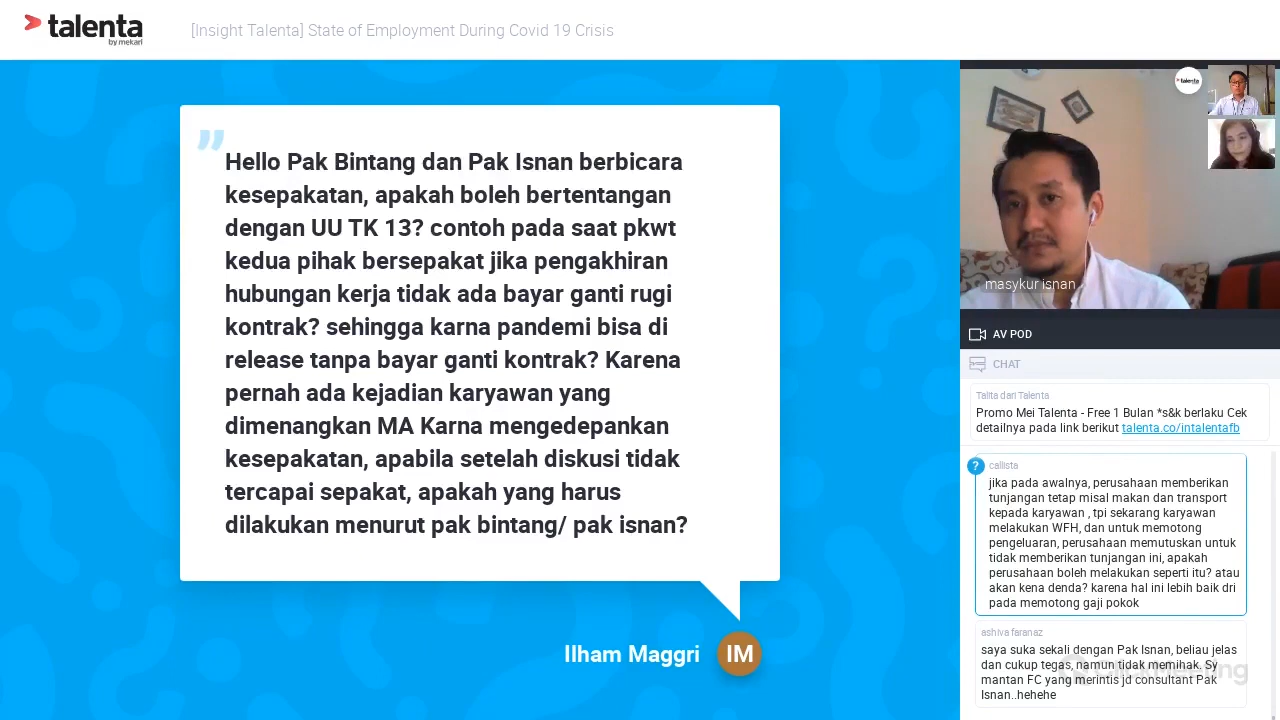 talenta
by mekari
[Insight Talenta] State of Employment During Covid 19 Crisis
Hello Pak Bintang dan Pak Isnan berbicara
kesepakatan, apakah boleh bertentangan
dengan UU TK 13? contoh pada saat pkwt
kedua pihak bersepakat jika pengakhiran
hubungan kerja tidak ada bayar ganti rugi
kontrak? sehingga karna pandemi bisa di
release tanpa bayar ganti kontrak? Karena
pernah ada kejadian karyawan yang
dimenangkan MA Karna mengedepankan
kesepakatan, apabila setelah diskusi tidak
tercapai sepakat, apakah yang harus
dilakukan menurut pak bintang/ pak isnan?
Ilham Maggri
IM
talenta
masykur isnan
AV POD
CHAT
Talita dari Talenta
Promo Mei Talenta - Free 1 Bulan *s&k berlaku Cek
detailnya pada link berikut talenta.co/intalentafb
?
callista
jika pada awalnya, perusahaan memberikan
tunjangan tetap misal makan dan transport
kepada karyawan , tpi sekarang karyawan
melakukan WFH, dan untuk memotong
pengeluaran, perusahaan memutuskan untuk
tidak memberikan tunjangan ini, apakah
perusahaan boleh melakukan seperti itu? atau
akan kena denda? karena hal ini lebih baik dri
pada memotong gaji pokok
ashiva faranaz
saya suka sekali dengan Pak Isnan, beliau jelas
dan cukup tegas, namun tidak memihak. Sy
mantan FC yang merintis jd consultant Pak
Isnan..hehehe
ClickMeeting